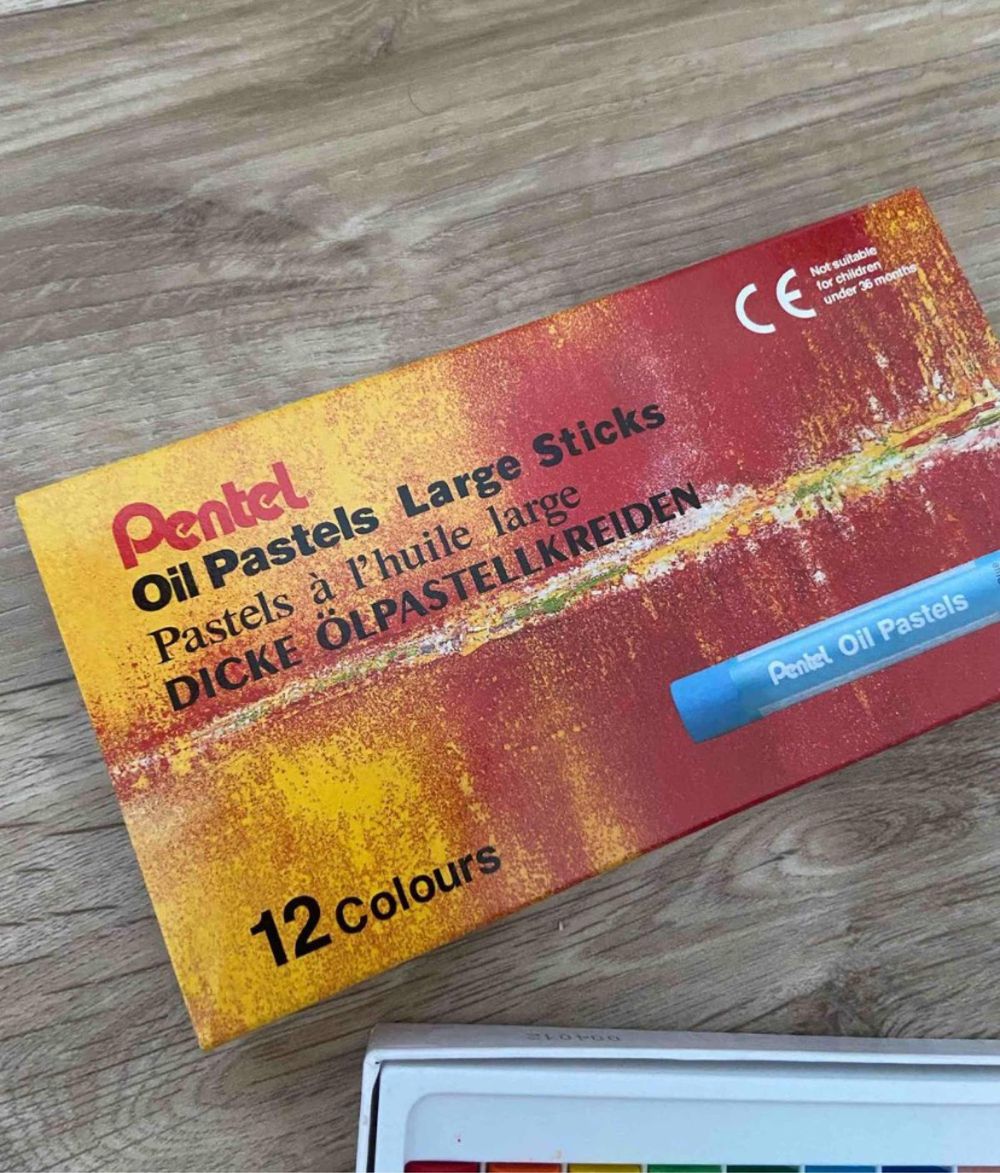 CE
Not suitable
for children
under 36 months
Pentel
Oil Pastels Large Sticks
Pastels à l'huile large
DICKE ÖLPASTELLKREIDEN
Pentel Oil Pastels
12 Colours